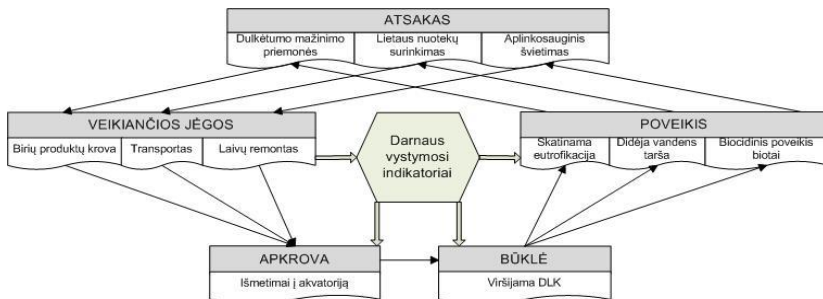 ATSAKAS
Dulkėtumo mažinimo
priemonės
Lietaus nuotekų
surinkimas
Aplinkosauginis
švietimas
VEIKIANČIOS JĖGOS
Birių produktų krova
Transportas
Laivų remontas
Darnaus
vystymosi
indikatoriai
POVEIKIS
Skatinama
eutrofikacija
Didėja vandens
tarša
Biocidinis poveikis
biotai
APKROVA
Išmetimai į akvatoriją
BŪKLĖ
Viršijama DLK